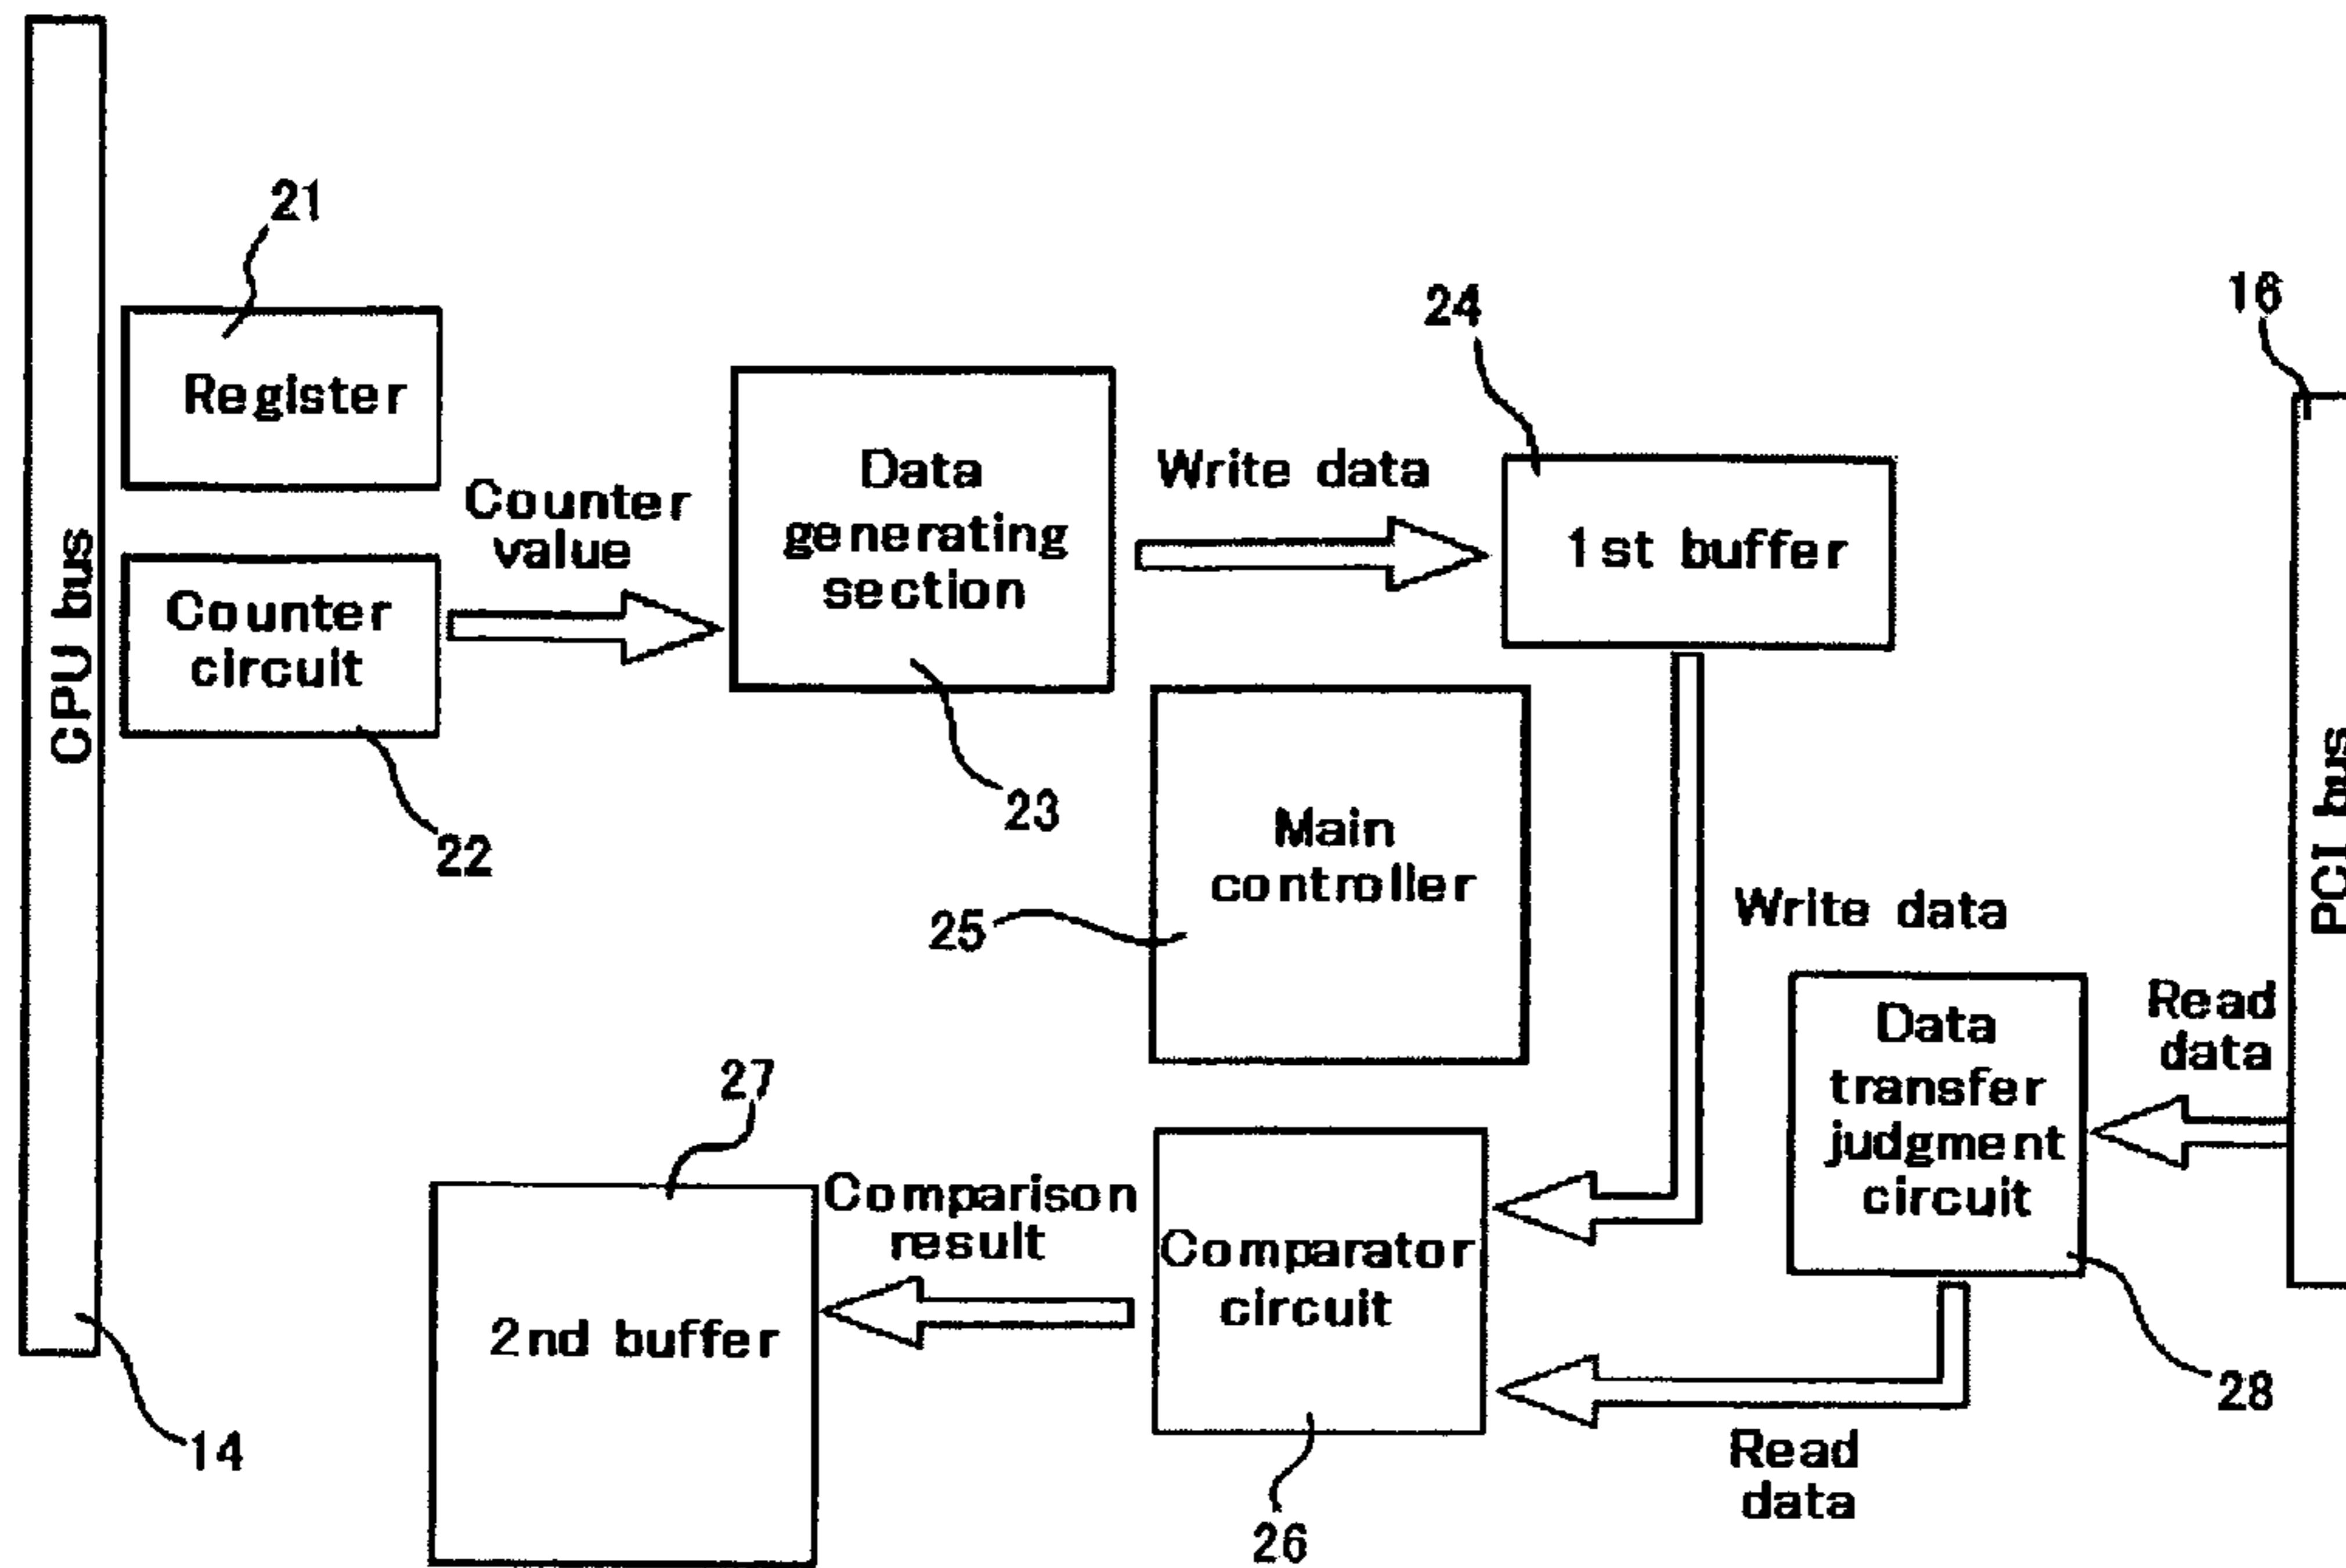 21
Register
24
16
Counter
value
Data
generating
section
Write data
1st buffer
CPU bus
Counter
circuit
22
23
Main
controller
25
Write data
PCI bus
Data
transfer
judgment
circuit
Read
data
27
Comparison
result
Comparator
circuit
2nd buffer
28
14
Read
data
26